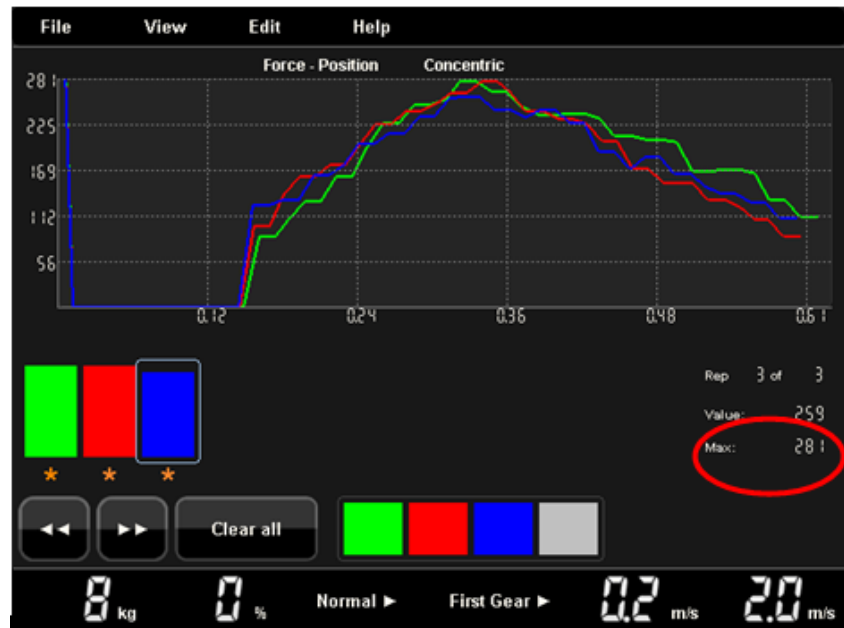 File View Edit Help
Force - Position Concentric
281
225
169
112
56
0.12 0.24 0.36 0.48 0.61
Rep 3 of 3
Value: 259
Max: 281
* * *
◄◄ ►► Clear all
8 kg 0 % Normal ► First Gear ► 0.2 m/s 2.0 m/s